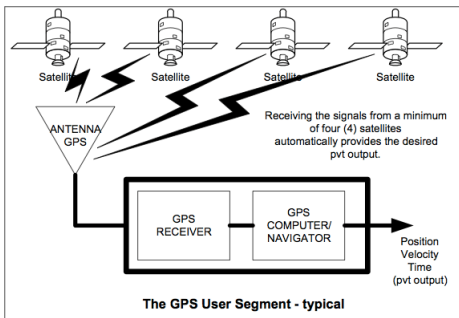 Satellite
Satellite
Satellite
Satellite
ANTENNA
GPS
Receiving the signals from a minimum
of four (4) satellites
automatically provides the desired
pvt output.
GPS
RECEIVER
GPS
COMPUTER/
NAVIGATOR
Position
Velocity
Time
(pvt output)
The GPS User Segment - typical